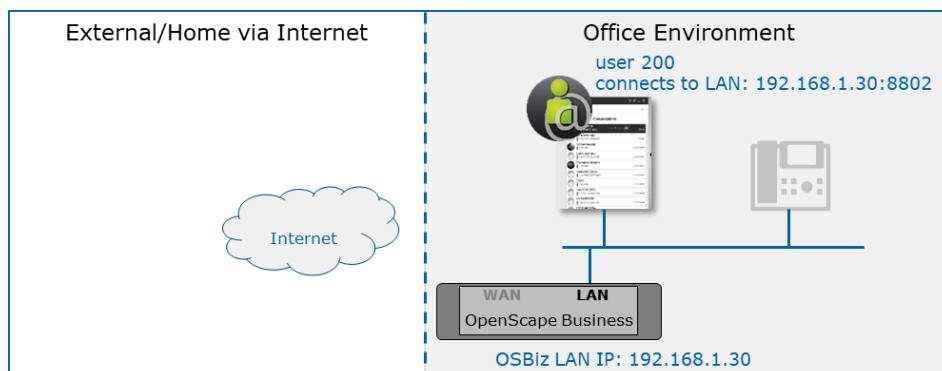 External/Home via Internet
Office Environment
user 200
connects to LAN: 192.168.1.30:8802
@
Internet
WAN
LAN
OpenScape Business
OSBiz LAN IP: 192.168.1.30